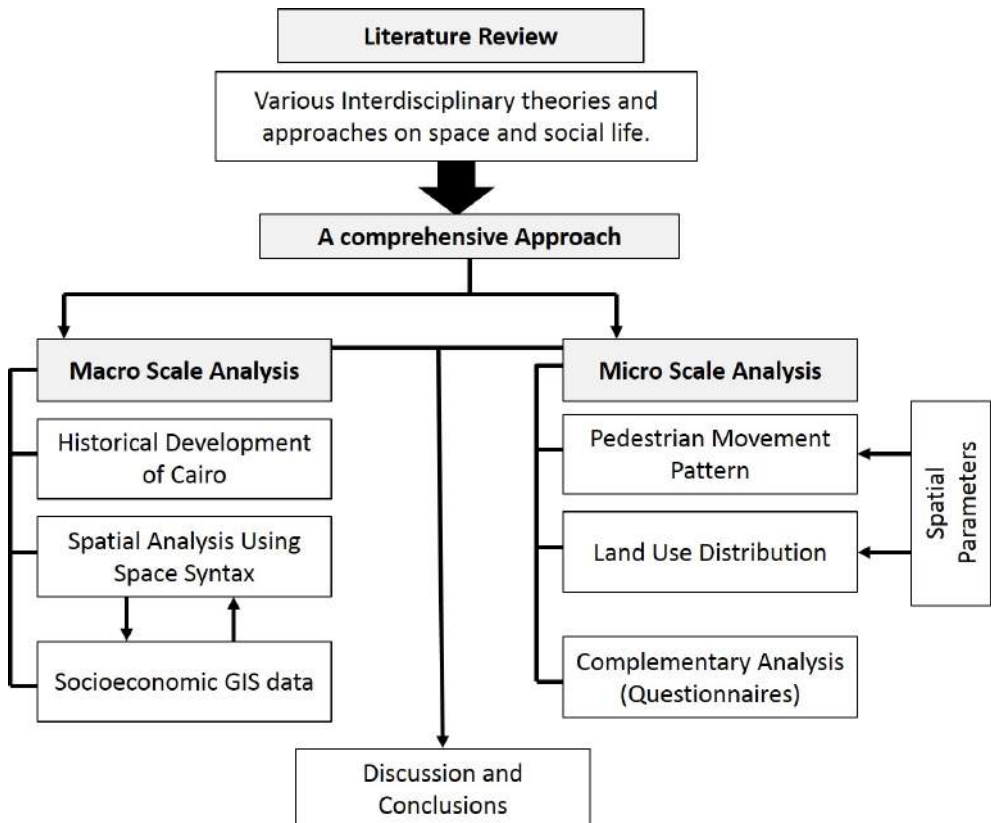 Literature Review
Various Interdisciplinary theories and
approaches on space and social life.
A comprehensive Approach
Macro Scale Analysis
Historical Development
of Cairo
Spatial Analysis Using
Space Syntax
Socioeconomic GIS data
Micro Scale Analysis
Pedestrian Movement
Pattern
Land Use Distribution
Complementary Analysis
(Questionnaires)
Spatial
Parameters
Discussion and
Conclusions